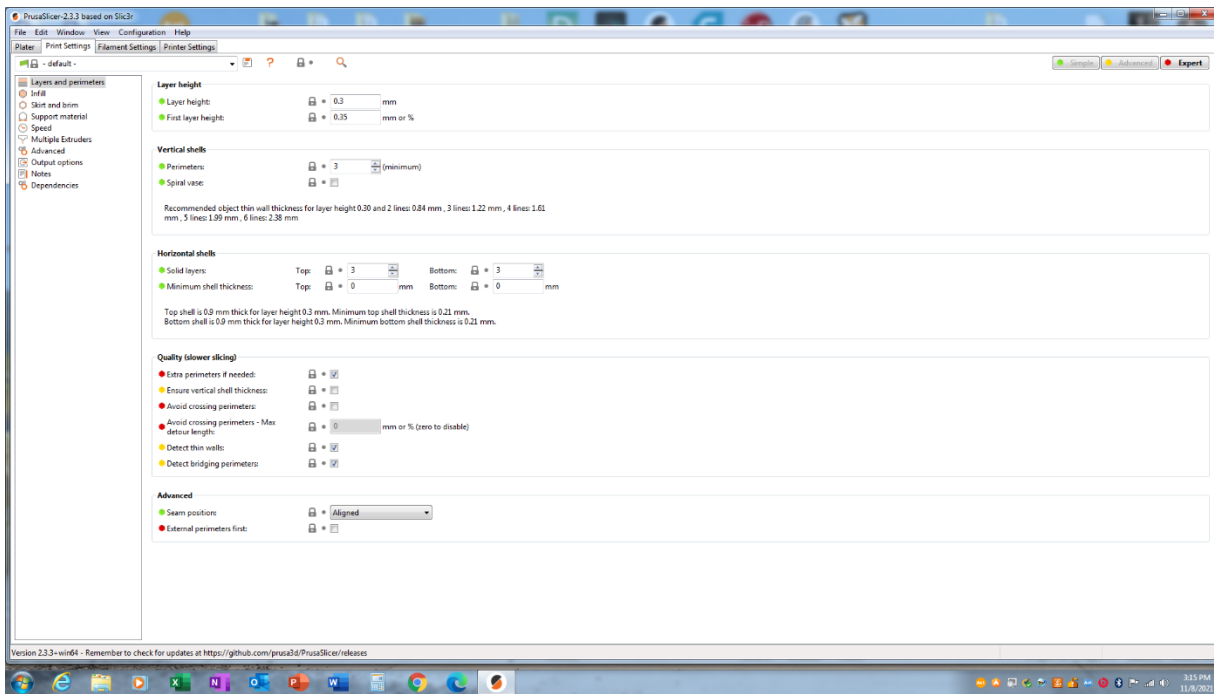 PrusaSlicer-2.3.3 based on Slic3r
File Edit Window View Configuration Help
Plater Print Settings Filament Settings Printer Settings
- default - Simple Advanced Expert
Layers and perimeters
Infill
Skirt and brim
Support material
Speed
Multiple Extruders
Advanced
Output options
Notes
Dependencies
Layer height
Layer height: 0.3 mm
First layer height: 0.35 mm or %
Vertical shells
Perimeters: 3 (minimum)
Spiral vase:
Recommended object thin wall thickness for layer height 0.30 and 2 lines: 0.84 mm , 3 lines: 1.22 mm , 4 lines: 1.61
mm , 5 lines: 1.99 mm , 6 lines: 2.38 mm
Horizontal shells
Solid layers: Top: 3 Bottom: 3
Minimum shell thickness: Top: 0 mm Bottom: 0 mm
Top shell is 0.9 mm thick for layer height 0.3 mm. Minimum top shell thickness is 0.21 mm.
Bottom shell is 0.9 mm thick for layer height 0.3 mm. Minimum bottom shell thickness is 0.21 mm.
Quality (slower slicing)
Extra perimeters if needed:
Ensure vertical shell thickness:
Avoid crossing perimeters:
Avoid crossing perimeters - Max
detour length: 0 mm or % (zero to disable)
Detect thin walls:
Detect bridging perimeters:
Advanced
Seam position: Aligned
External perimeters first:
Version 2.3.3+win64 - Remember to check for updates at https://github.com/prusa3d/PrusaSlicer/releases
3:15 PM